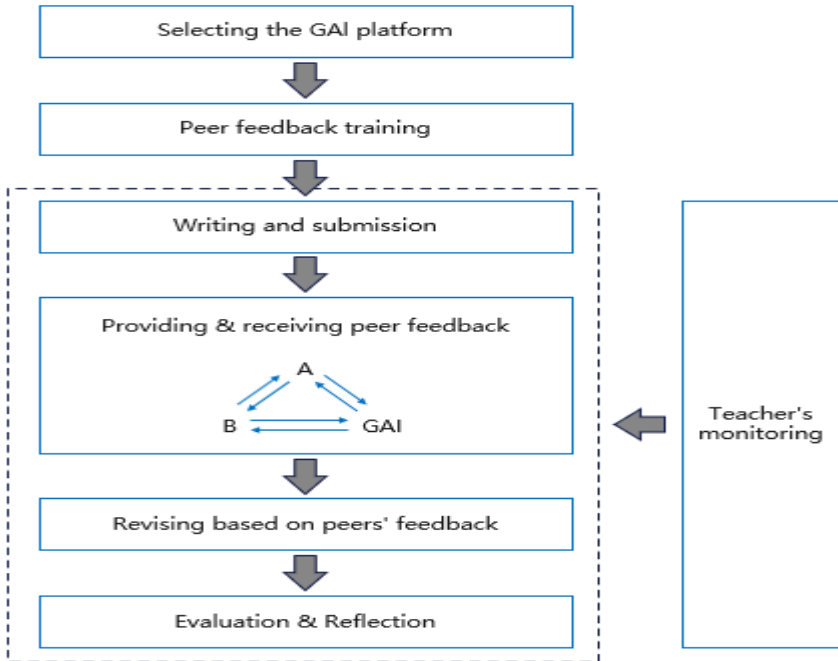 Selecting the GAI platform
Peer feedback training
Writing and submission
Providing & receiving peer feedback
A
B
GAI
Revising based on peers' feedback
Evaluation & Reflection
Teacher's
monitoring